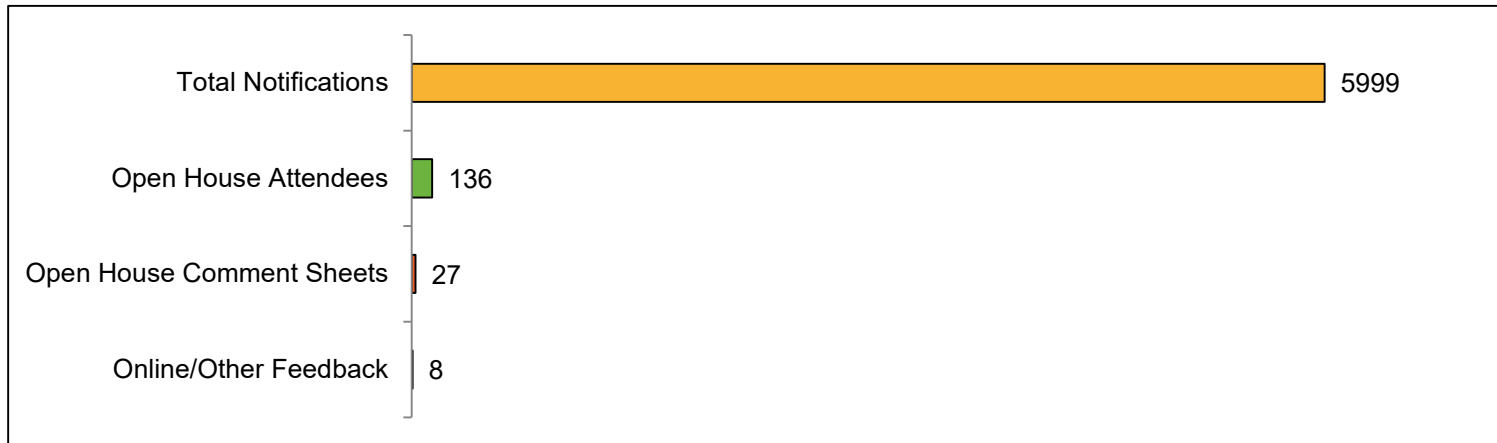 Total Notifications 5999
Open House Attendees 136
Open House Comment Sheets 27
Online/Other Feedback 8